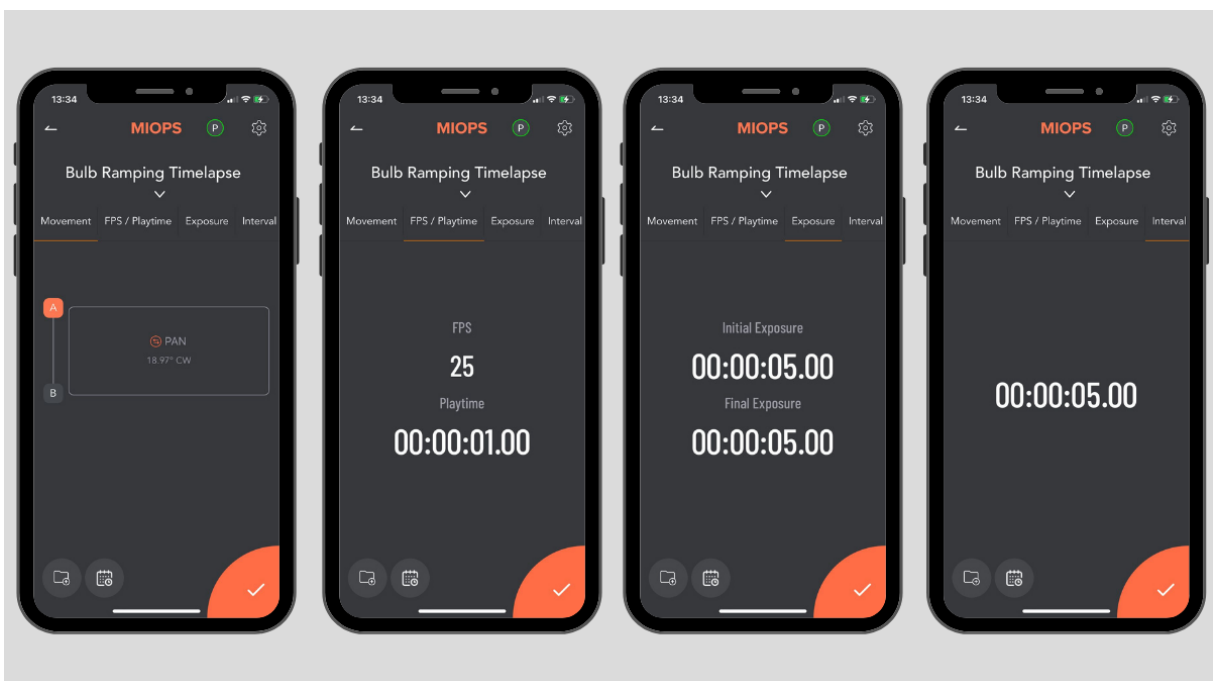 13:34
MIOPS P
Bulb Ramping Timelapse
Movement FPS / Playtime Exposure Interval
A
PAN
18.97° CW
B
13:34
MIOPS P
Bulb Ramping Timelapse
Movement FPS / Playtime Exposure Interval
FPS
25
Playtime
00:00:01.00
13:34
MIOPS P
Bulb Ramping Timelapse
Movement FPS / Playtime Exposure Interval
Initial Exposure
00:00:05.00
Final Exposure
00:00:05.00
13:34
MIOPS P
Bulb Ramping Timelapse
Movement FPS / Playtime Exposure Interval
00:00:05.00